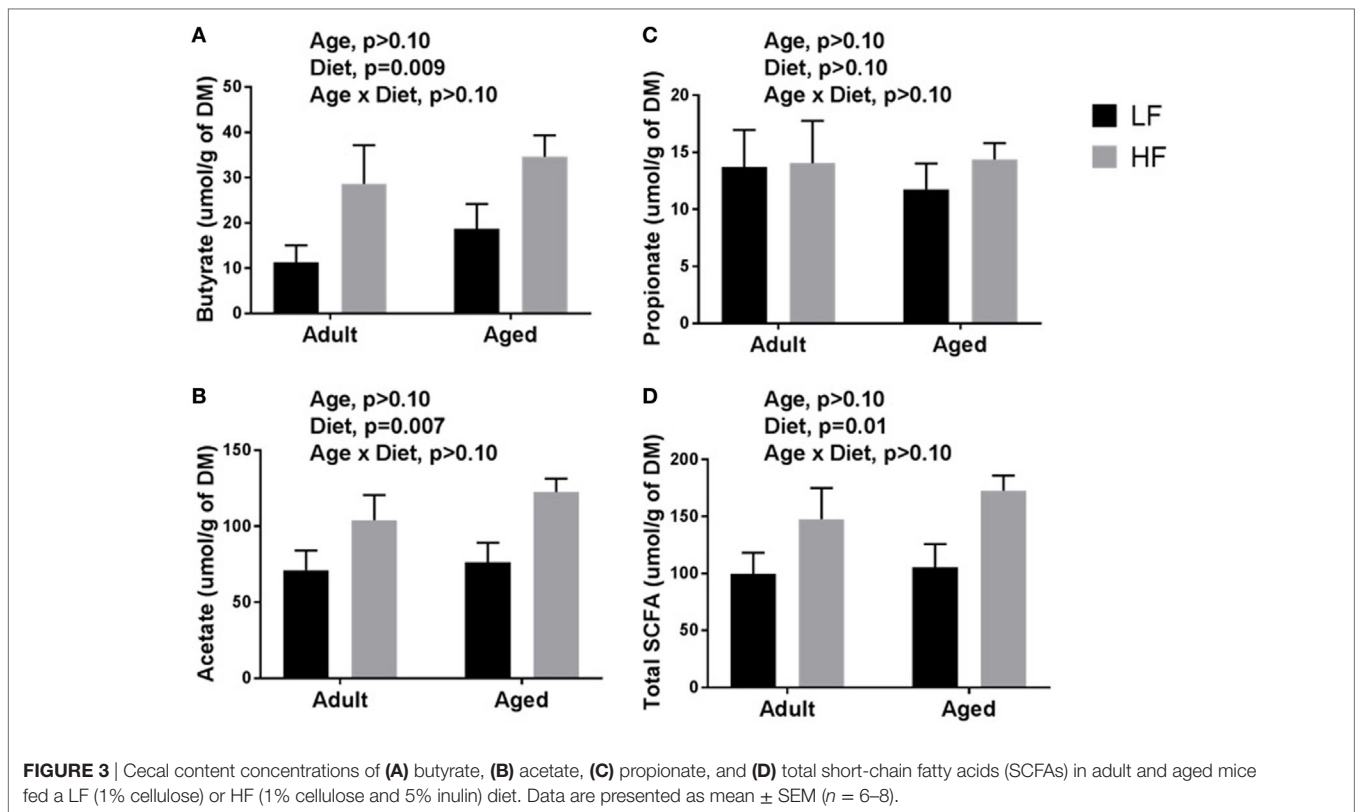 A
Age, p>0.10
Diet, p=0.009
Age x Diet, p>0.10
Butyrate (umol/g of DM)
50
40
30
20
10
0
Adult
Aged
C
Age, p>0.10
Diet, p>0.10
Age x Diet, p>0.10
Propionate (umol/g of DM)
20
15
10
5
0
Adult
Aged
LF
HF
B
Age, p>0.10
Diet, p=0.007
Age x Diet, p>0.10
Acetate (umol/g of DM)
150
100
50
0
Adult
Aged
D
Age, p>0.10
Diet, p=0.01
Age x Diet, p>0.10
Total SCFA (umol/g of DM)
200
150
100
50
0
Adult
Aged
FIGURE 3 | Cecal content concentrations of (A) butyrate, (B) acetate, (C) propionate, and (D) total short-chain fatty acids (SCFAs) in adult and aged mice
fed a LF (1% cellulose) or HF (1% cellulose and 5% inulin) diet. Data are presented as mean ± SEM (n = 6–8).